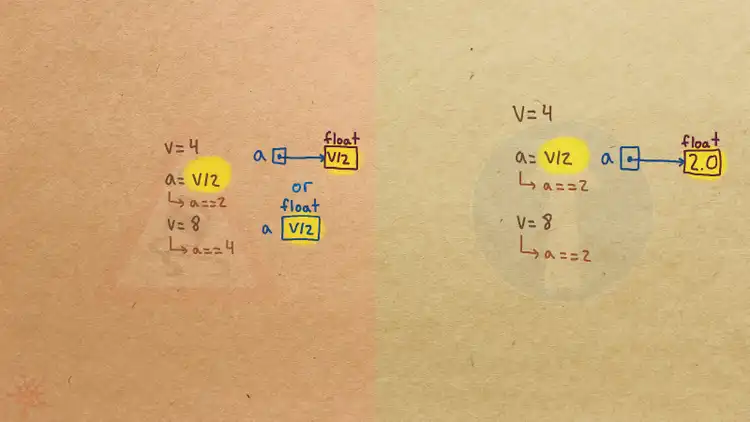 V=4
a= V/2
a==2
V=8
a==4
a
float
V/2
or
float
a V/2
V=4
a= V/2
a==2
V=8
a==2
a
float
2.0